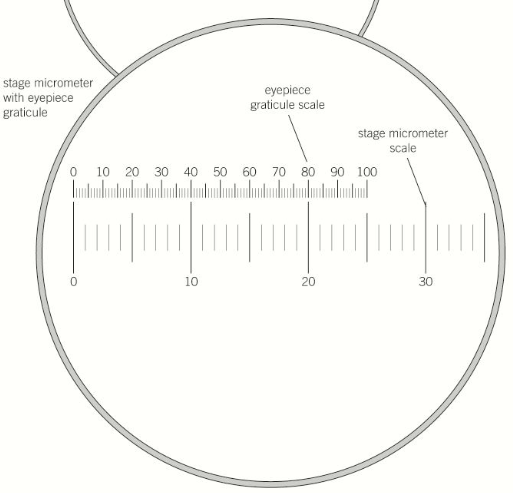 stage micrometer
with eyepiece
graticule
eyepiece
graticule scale
stage micrometer
scale
0 10 20 30 40 50 60 70 80 90 100
0 10 20 30